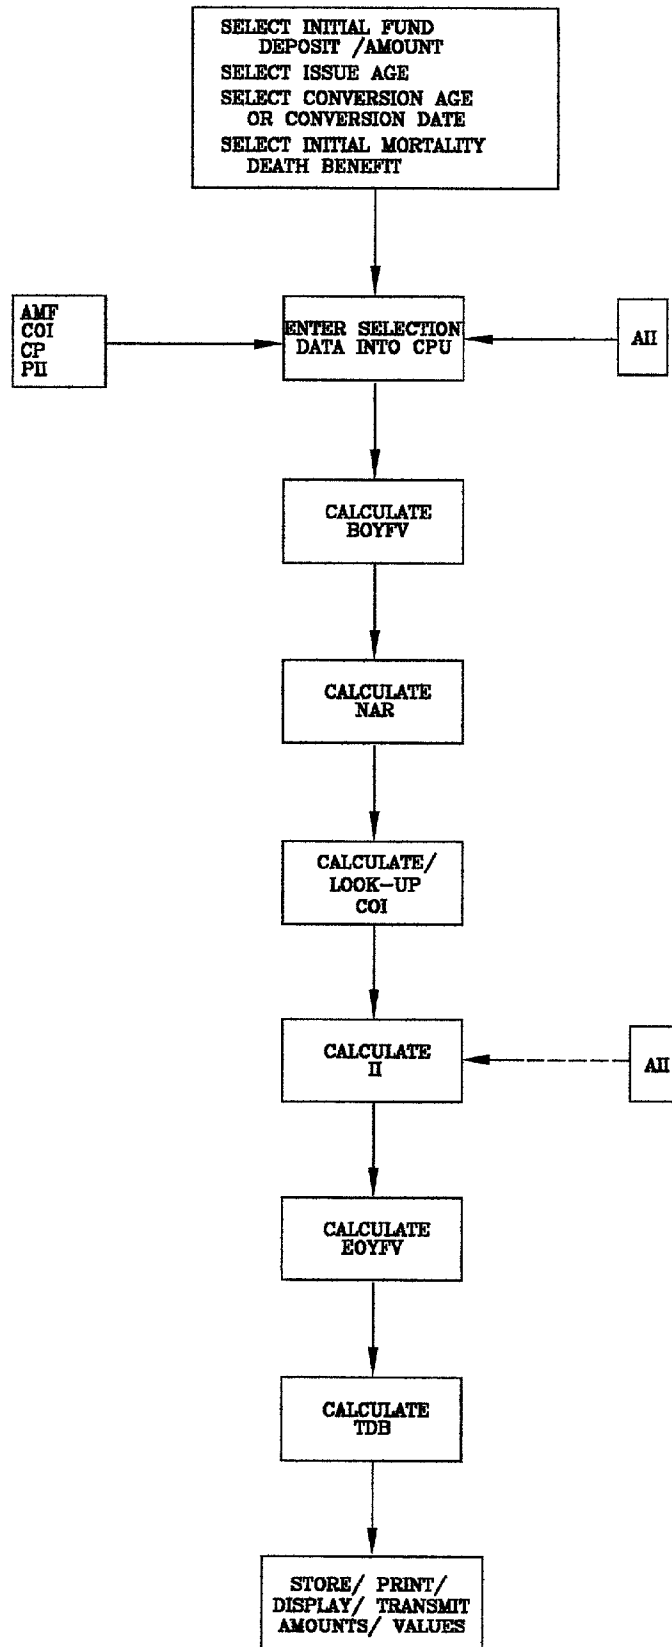 SELECT INITIAL FUND
DEPOSIT /AMOUNT
SELECT ISSUE AGE
SELECT CONVERSION AGE
OR CONVERSION DATE
SELECT INITIAL MORTALITY
DEATH BENEFIT
AMF
COI
CP
PII
ENTER SELECTION
DATA INTO CPU
AII
CALCULATE
BOYFV
CALCULATE
NAR
CALCULATE/
LOOK-UP
COI
CALCULATE
II
AII
CALCULATE
EOYFV
CALCULATE
TDB
STORE/ PRINT/
DISPLAY/ TRANSMIT
AMOUNTS/ VALUES